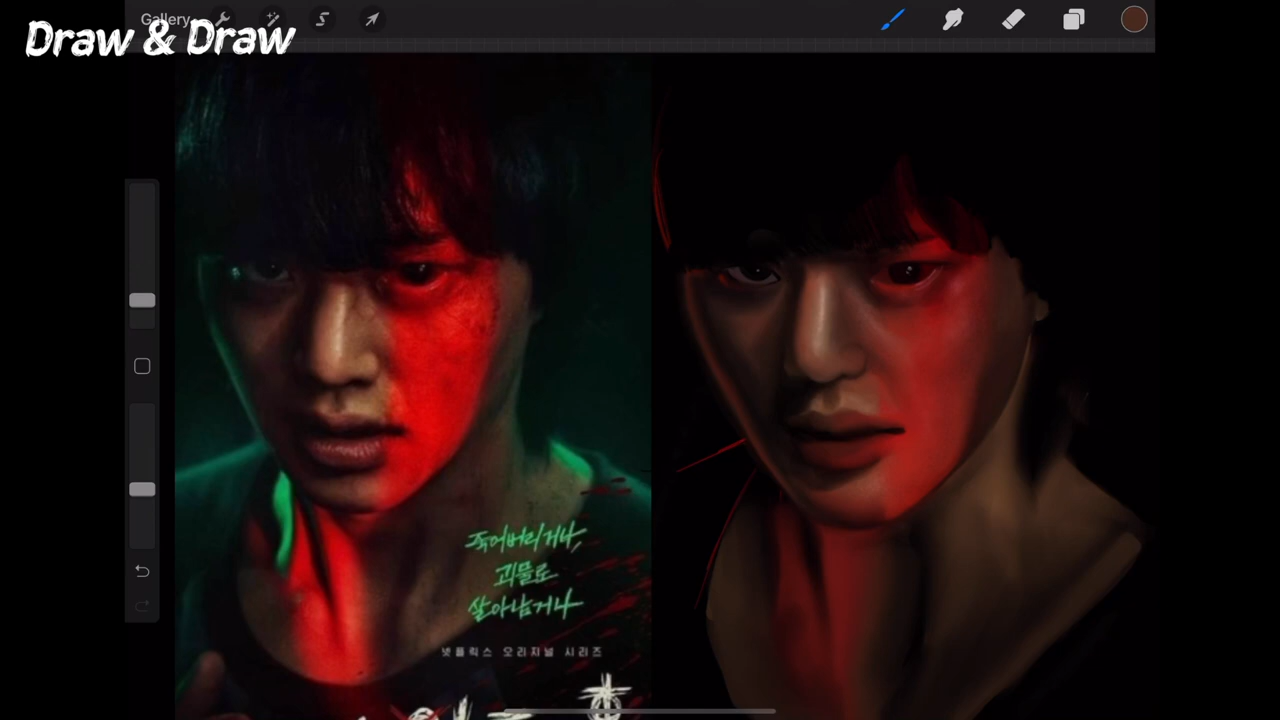 Gallery
Draw & Draw
죽어버리거나
괴물로
살아남거나
넷플릭스 오리지널 시리즈